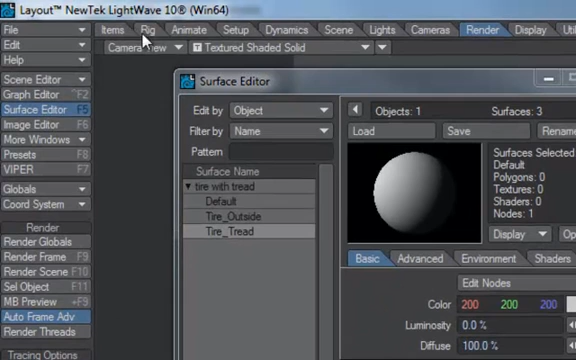 Layout™ NewTek LightWave 10® (Win64)
File Items Rig Animate Setup Dynamics Scene Lights Cameras Render Display
Edit Textured Shaded Solid
Help
Scene Editor
Graph Editor ^F2
Surface Editor F5
Image Editor F6
More Windows
Presets F8
VIPER F7
Globals
Coord System
Render
Render Globals
Render Frame F9
Render Scene F10
Sel Object F11
MB Preview +F9
Auto Frame Adv
Render Threads
Tracing Options
Surface Editor
Edit by Object
Filter by Name
Pattern
Surface Name
tire with tread
Default
Tire_Outside
Tire_Tread
Objects: 1 Surfaces: 3
Load Save
Surfaces Selected
Default
Polygons: 0
Textures: 0
Shaders: 0
Nodes: 1
Display
Basic Advanced Environment Shaders
Edit Nodes
Color 200 200 200
Luminosity 0.0 %
Diffuse 100.0 %